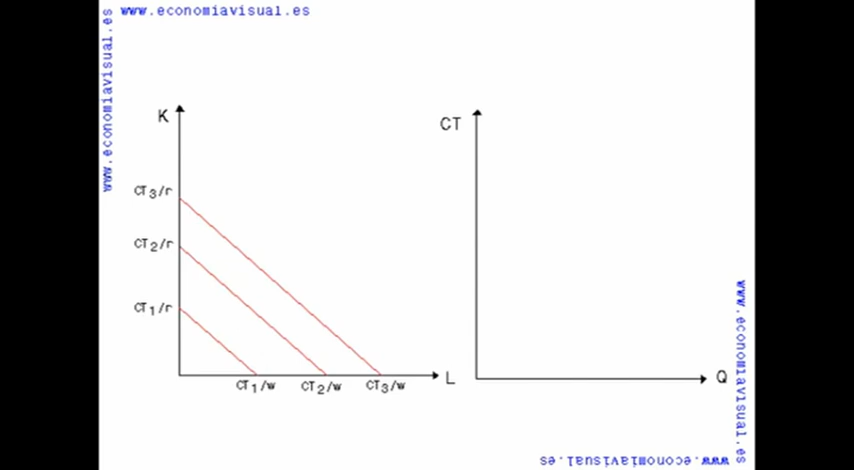 www.economiavisual.es
www.economiavisual.es
K
CT
CT3/r
CT2/r
CT1/r
CT1/w
CT2/w
CT3/w
L
Q
www.economiavisual.es
www.economiavisual.es